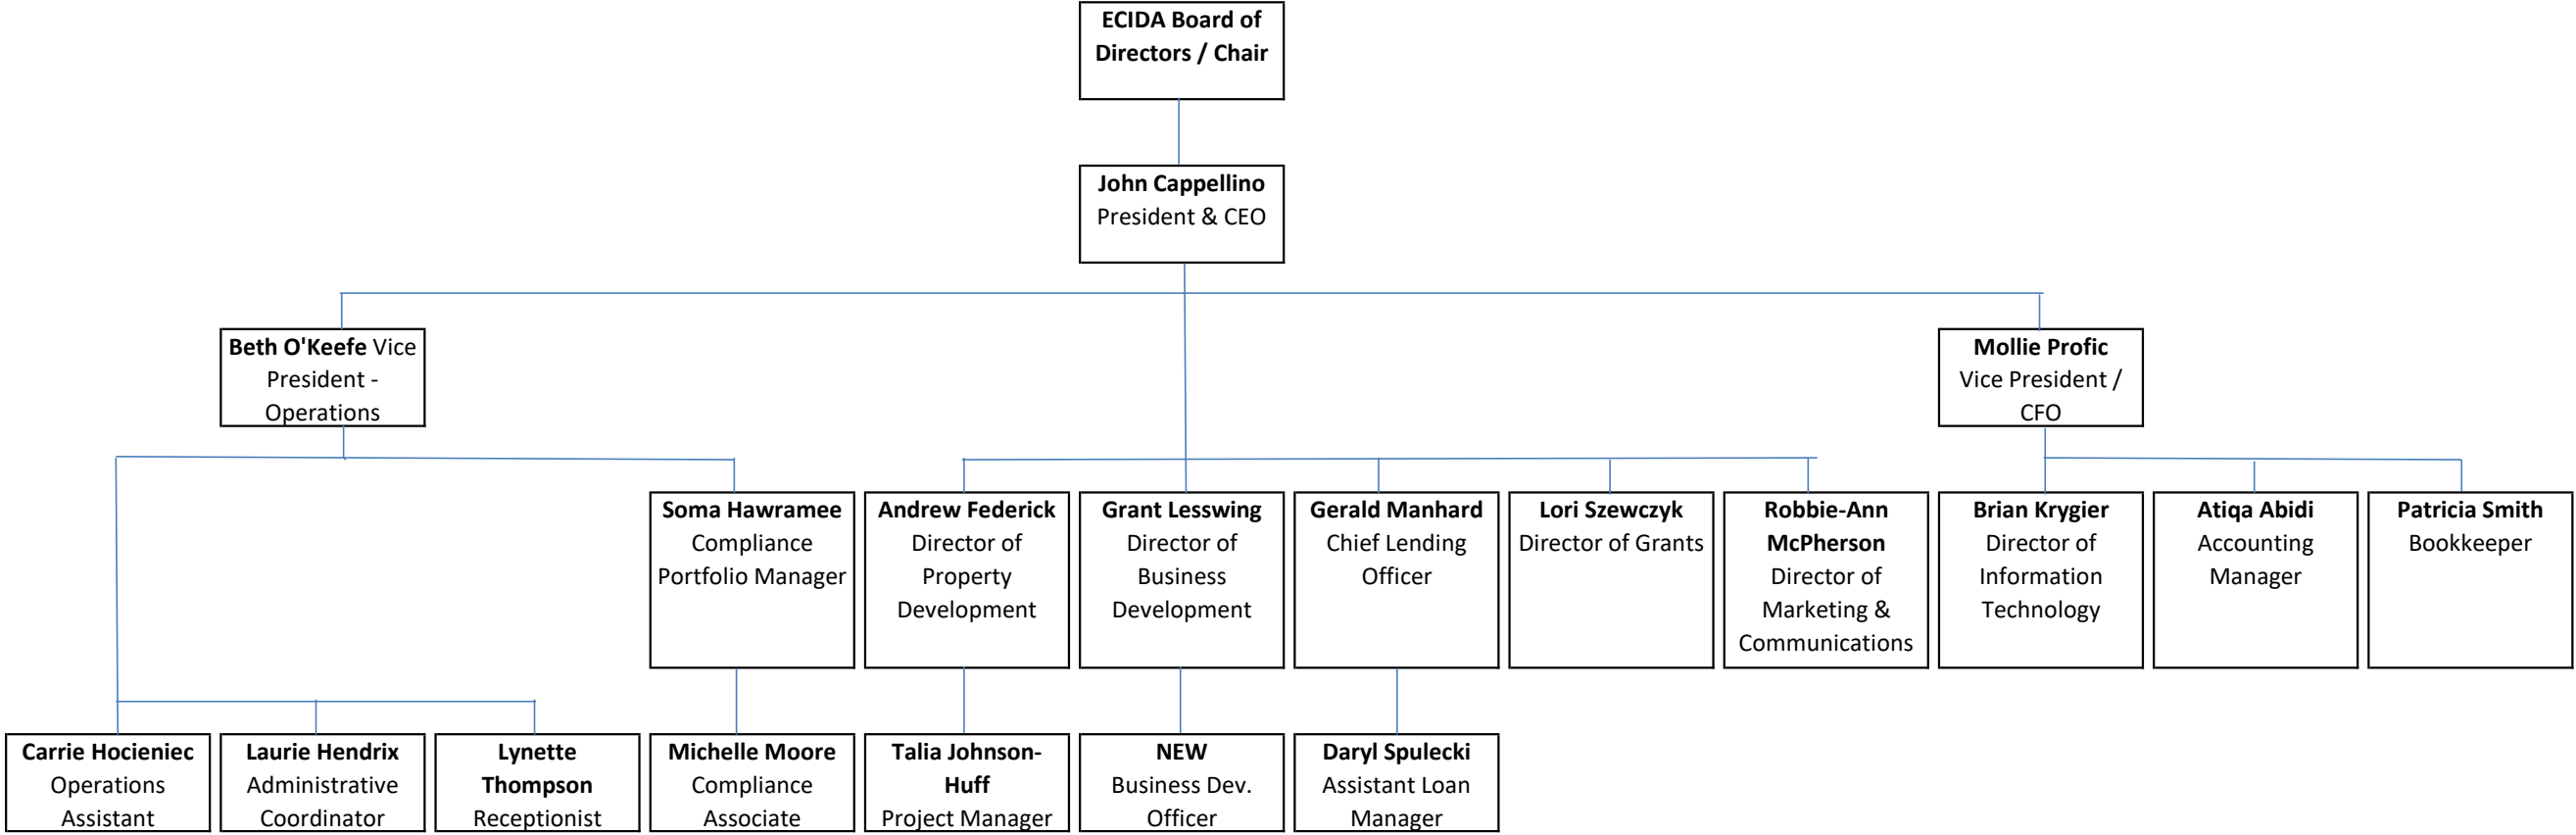 ECIDA Board of
Directors / Chair
John Cappellino
President & CEO
Beth O'Keefe Vice
President -
Operations
Mollie Profic
Vice President /
CFO
Soma Hawramee
Compliance
Portfolio Manager
Andrew Federick
Director of
Property
Development
Grant Lesswing
Director of
Business
Development
Gerald Manhard
Chief Lending
Officer
Lori Szewczyk
Director of Grants
Robbie-Ann
McPherson
Director of
Marketing &
Communications
Brian Krygier
Director of
Information
Technology
Atiqa Abidi
Accounting
Manager
Patricia Smith
Bookkeeper
Carrie Hocieniec
Operations
Assistant
Laurie Hendrix
Administrative
Coordinator
Lynette
Thompson
Receptionist
Michelle Moore
Compliance
Associate
Talia Johnson-
Huff
Project Manager
NEW
Business Dev.
Officer
Daryl Spulecki
Assistant Loan
Manager